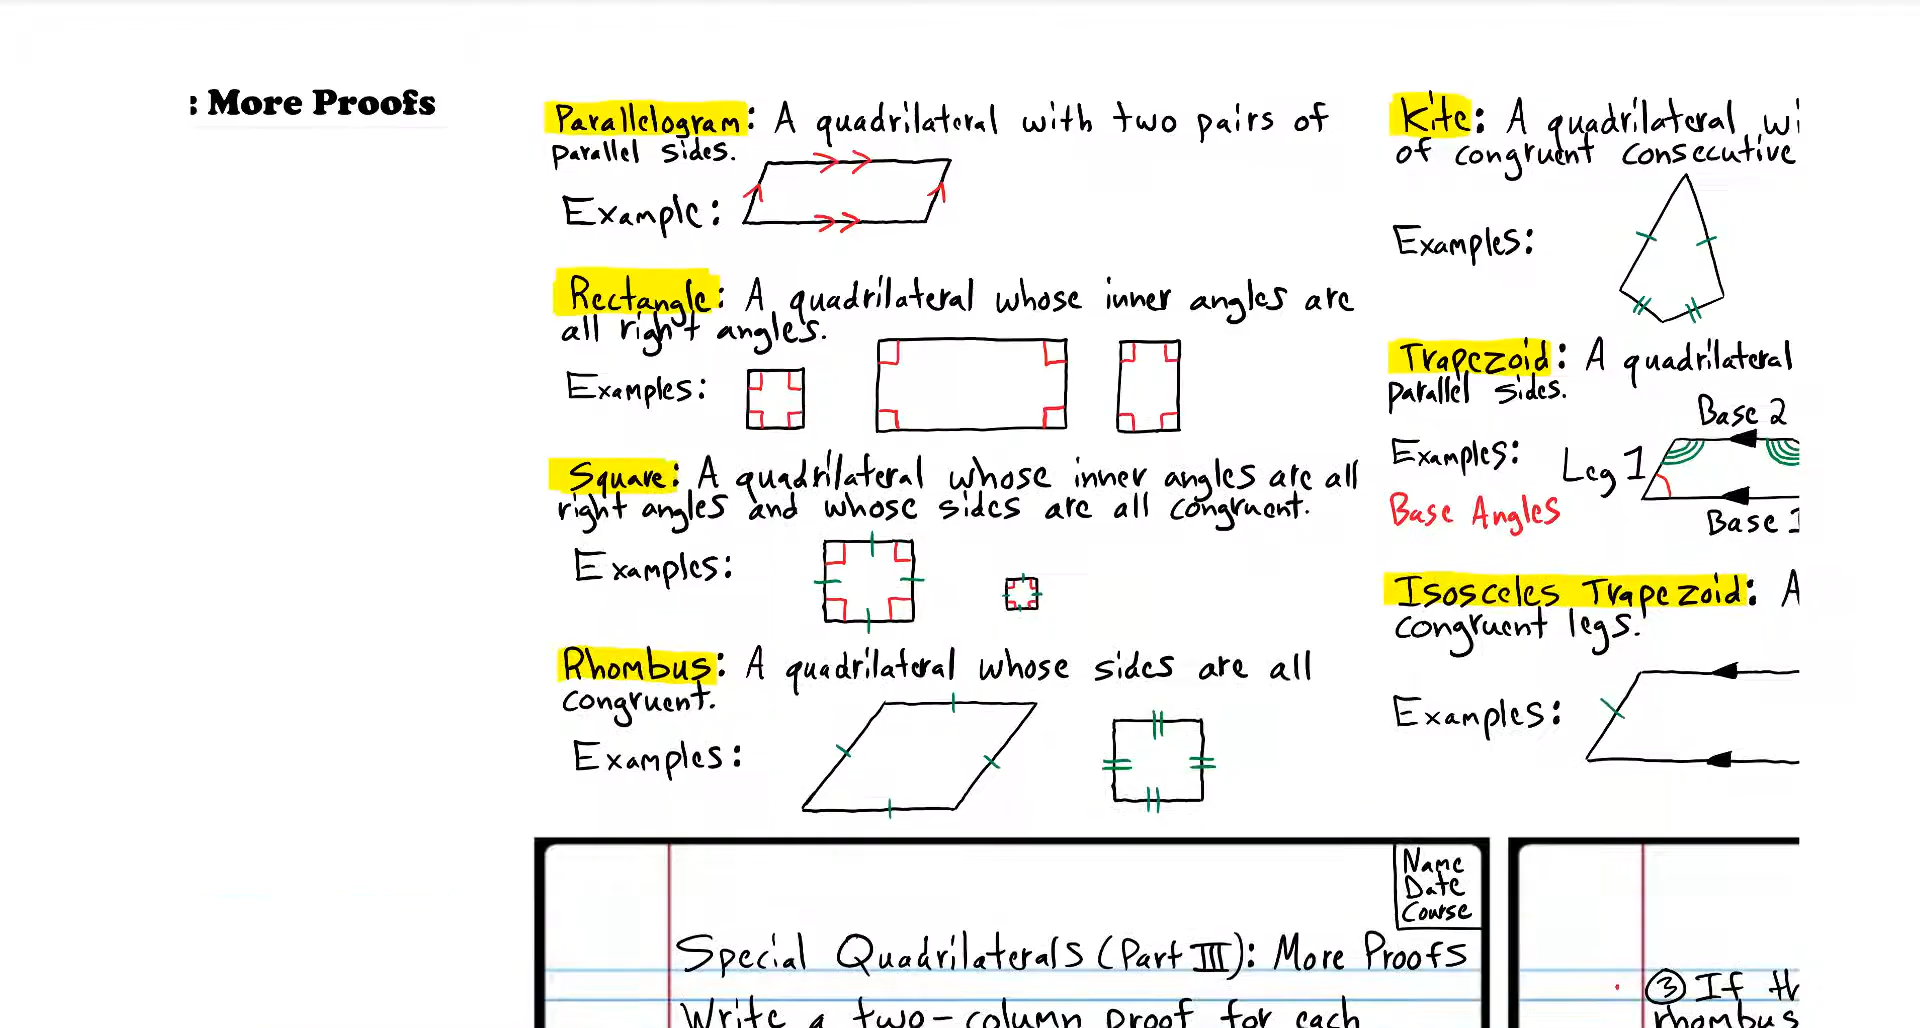 : More Proofs
Parallelogram: A quadrilateral with two pairs of
parallel sides.
Example:
Rectangle: A quadrilateral whose inner angles are
all right angles.
Examples:
Square: A quadrilateral whose inner angles are all
right angles and whose sides are all congruent.
Examples:
Rhombus: A quadrilateral whose sides are all
congruent.
Examples:
Kite: A quadrilateral wi
of congruent consecutive
Examples:
Trapezoid: A quadrilateral
parallel sides.
Base 2
Examples:
Leg 1
Base Angles
Base 1
Isosceles Trapezoid: A
congruent legs.
Examples:
Name
Date
Course
Special Quadrilaterals (Part III): More Proofs
Write a two-column proof for each
③ If th
rhombus